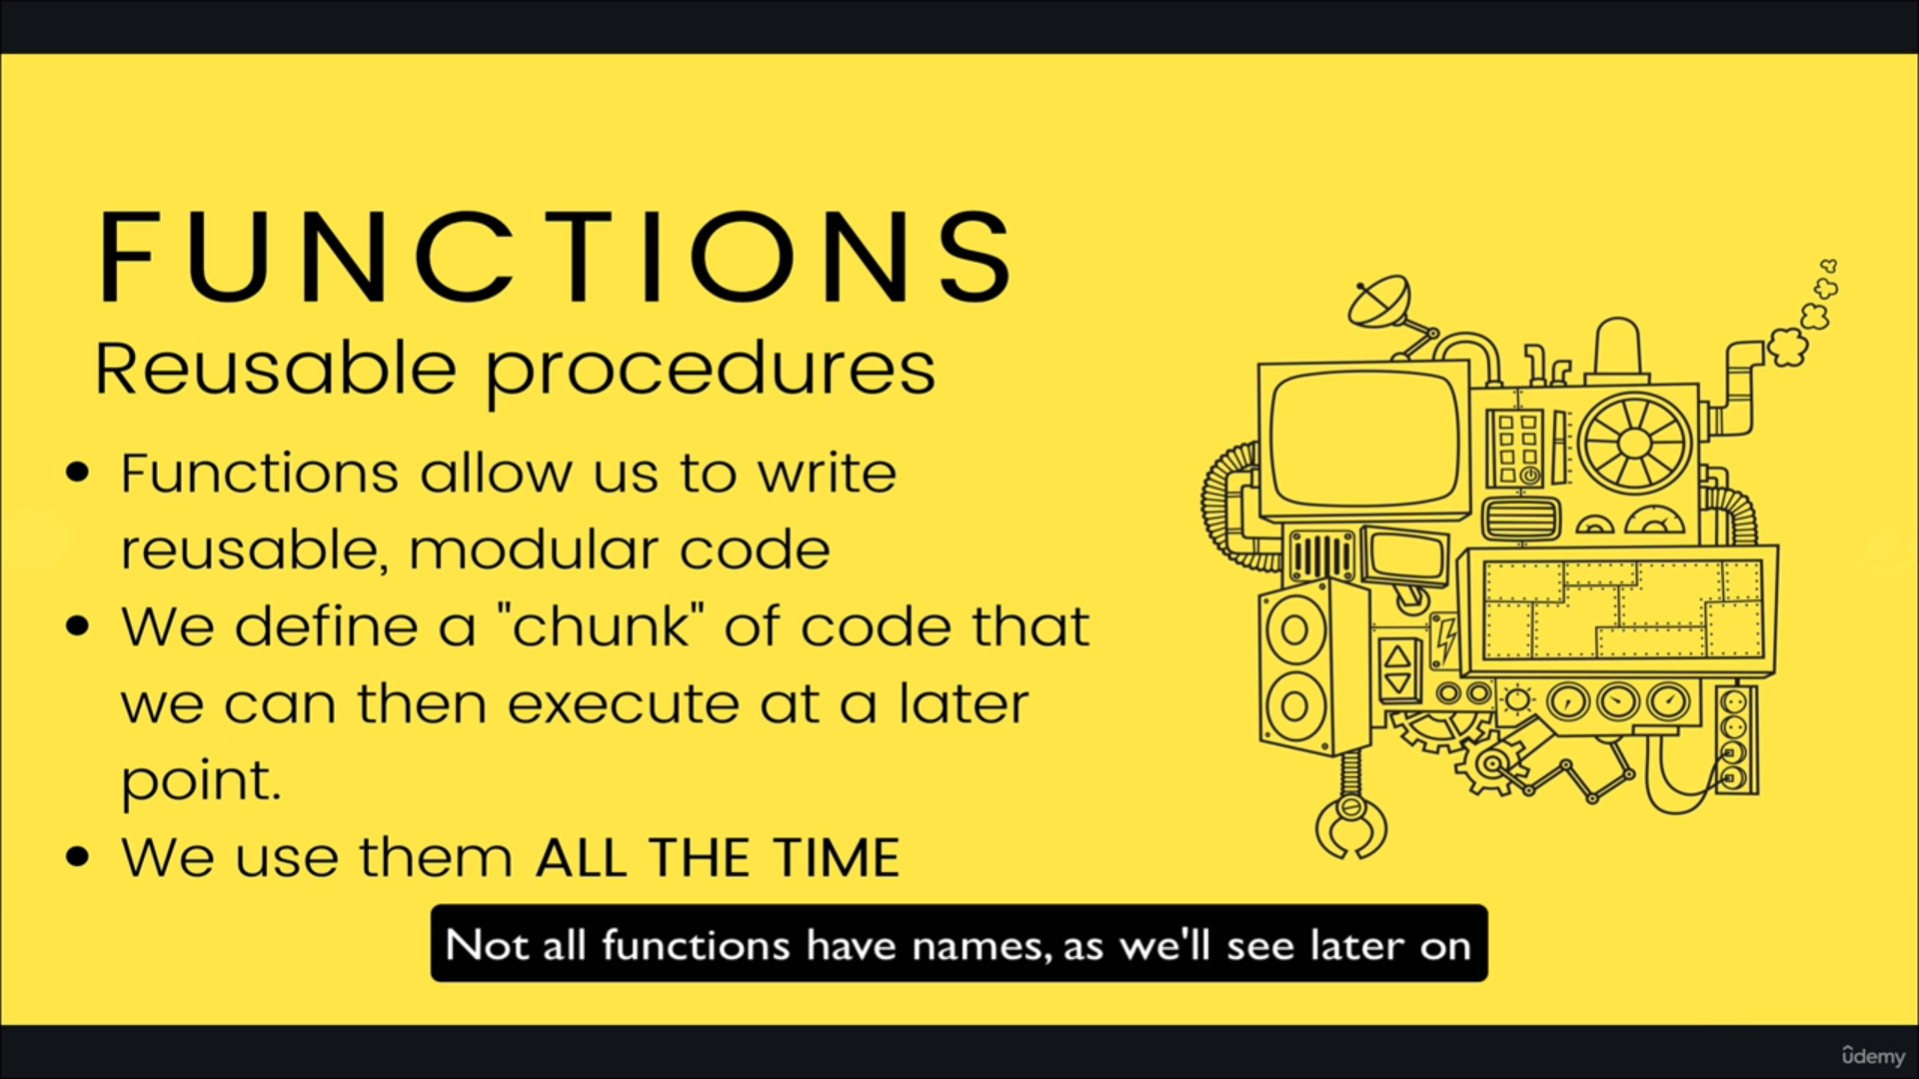 FUNCTIONS
Reusable procedures
• Functions allow us to write
reusable, modular code
• We define a "chunk" of code that
we can then execute at a later
point.
• We use them ALL THE TIME
Not all functions have names, as we'll see later on
ûdemy